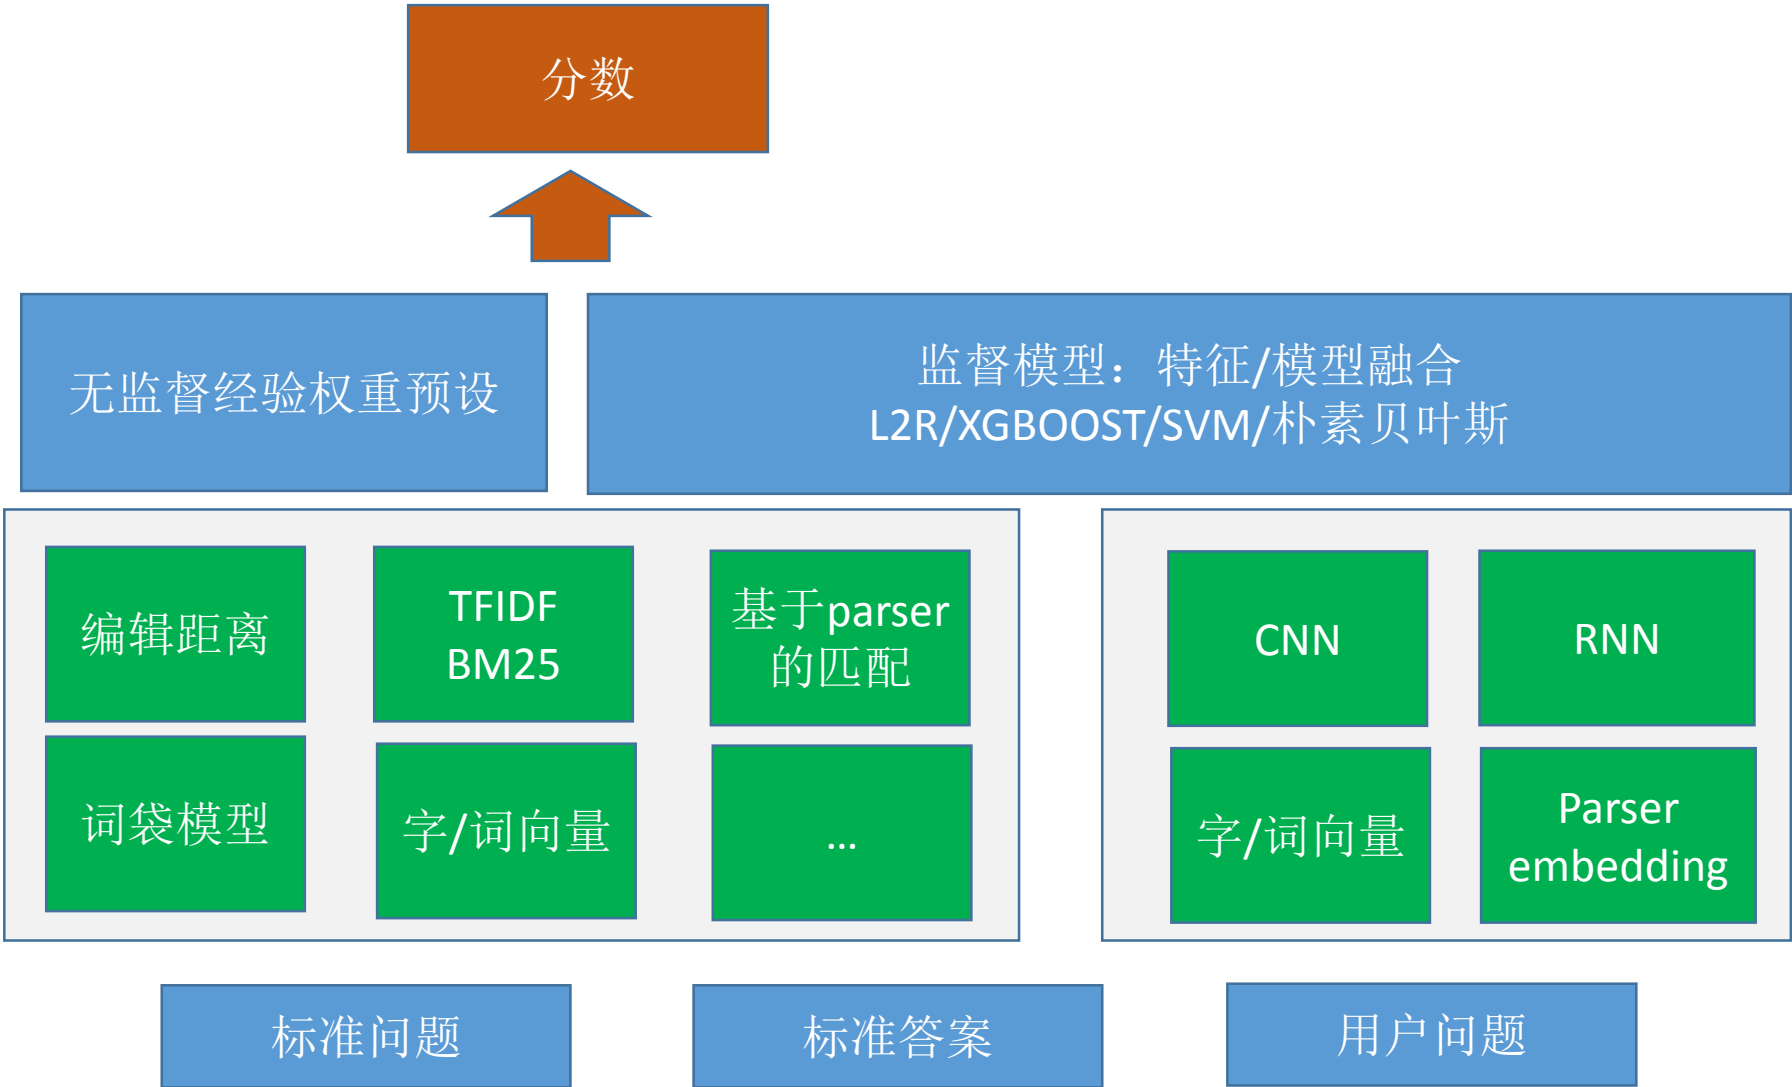 分数
无监督经验权重预设
监督模型：特征/模型融合
L2R/XGBOOST/SVM/朴素贝叶斯
编辑距离
TFIDF
BM25
基于parser
的匹配
词袋模型
字/词向量
...
CNN
RNN
字/词向量
Parser
embedding
标准问题
标准答案
用户问题